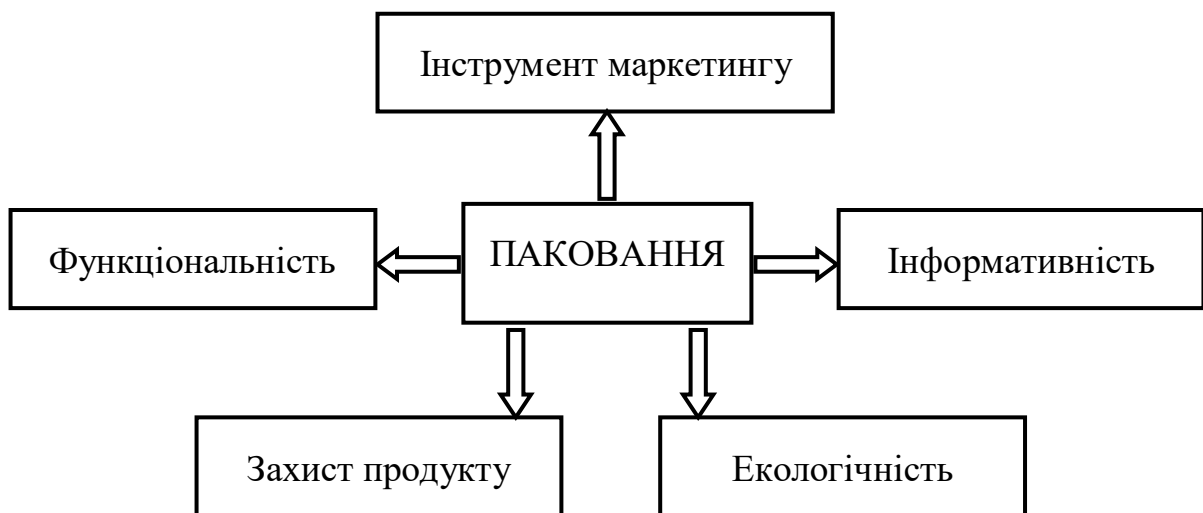 Інструмент маркетингу
Функціональність
ПАКОВАННЯ
Інформативність
Захист продукту
Екологічність